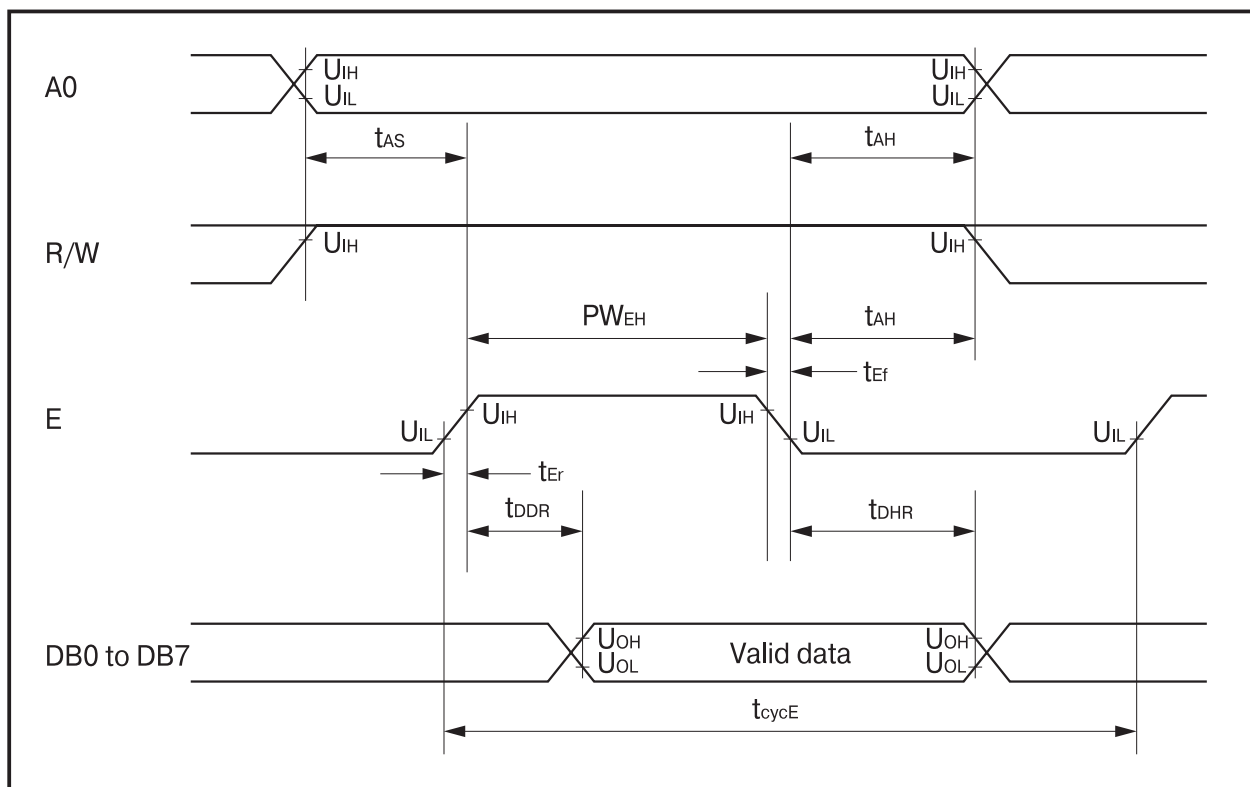 A0
UIH
UIL
UIH
UIL
tAS
tAH
R/W
UIH
UIH
PWEH
tAH
tEf
E
UIL
UIH
UIH
UIL
UIL
tEr
tDDR
tDHR
DB0 to DB7
UOH
UOL
Valid data
UOH
UOL
tcycE